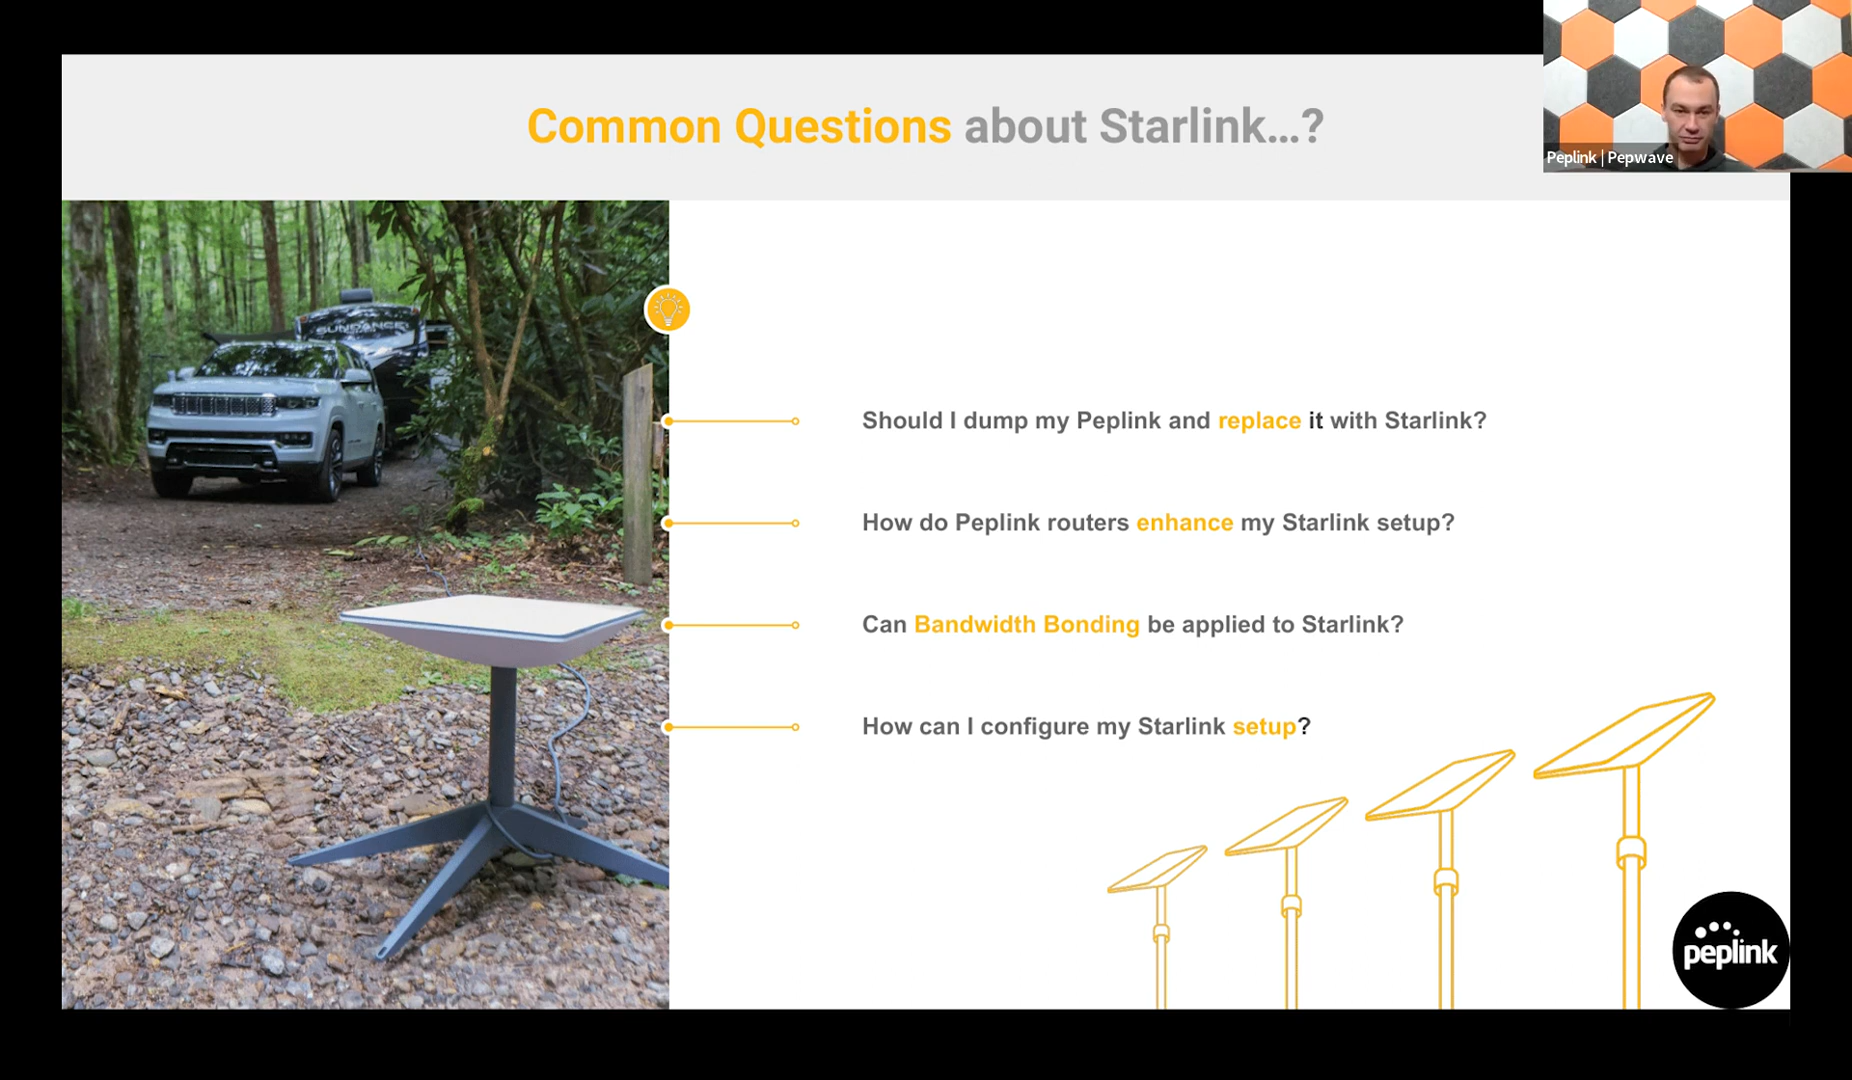 Common Questions about Starlink...?
Peplink | Pepwave
SUNDANCE
Should I dump my Peplink and replace it with Starlink?
How do Peplink routers enhance my Starlink setup?
Can Bandwidth Bonding be applied to Starlink?
How can I configure my Starlink setup?
peplink